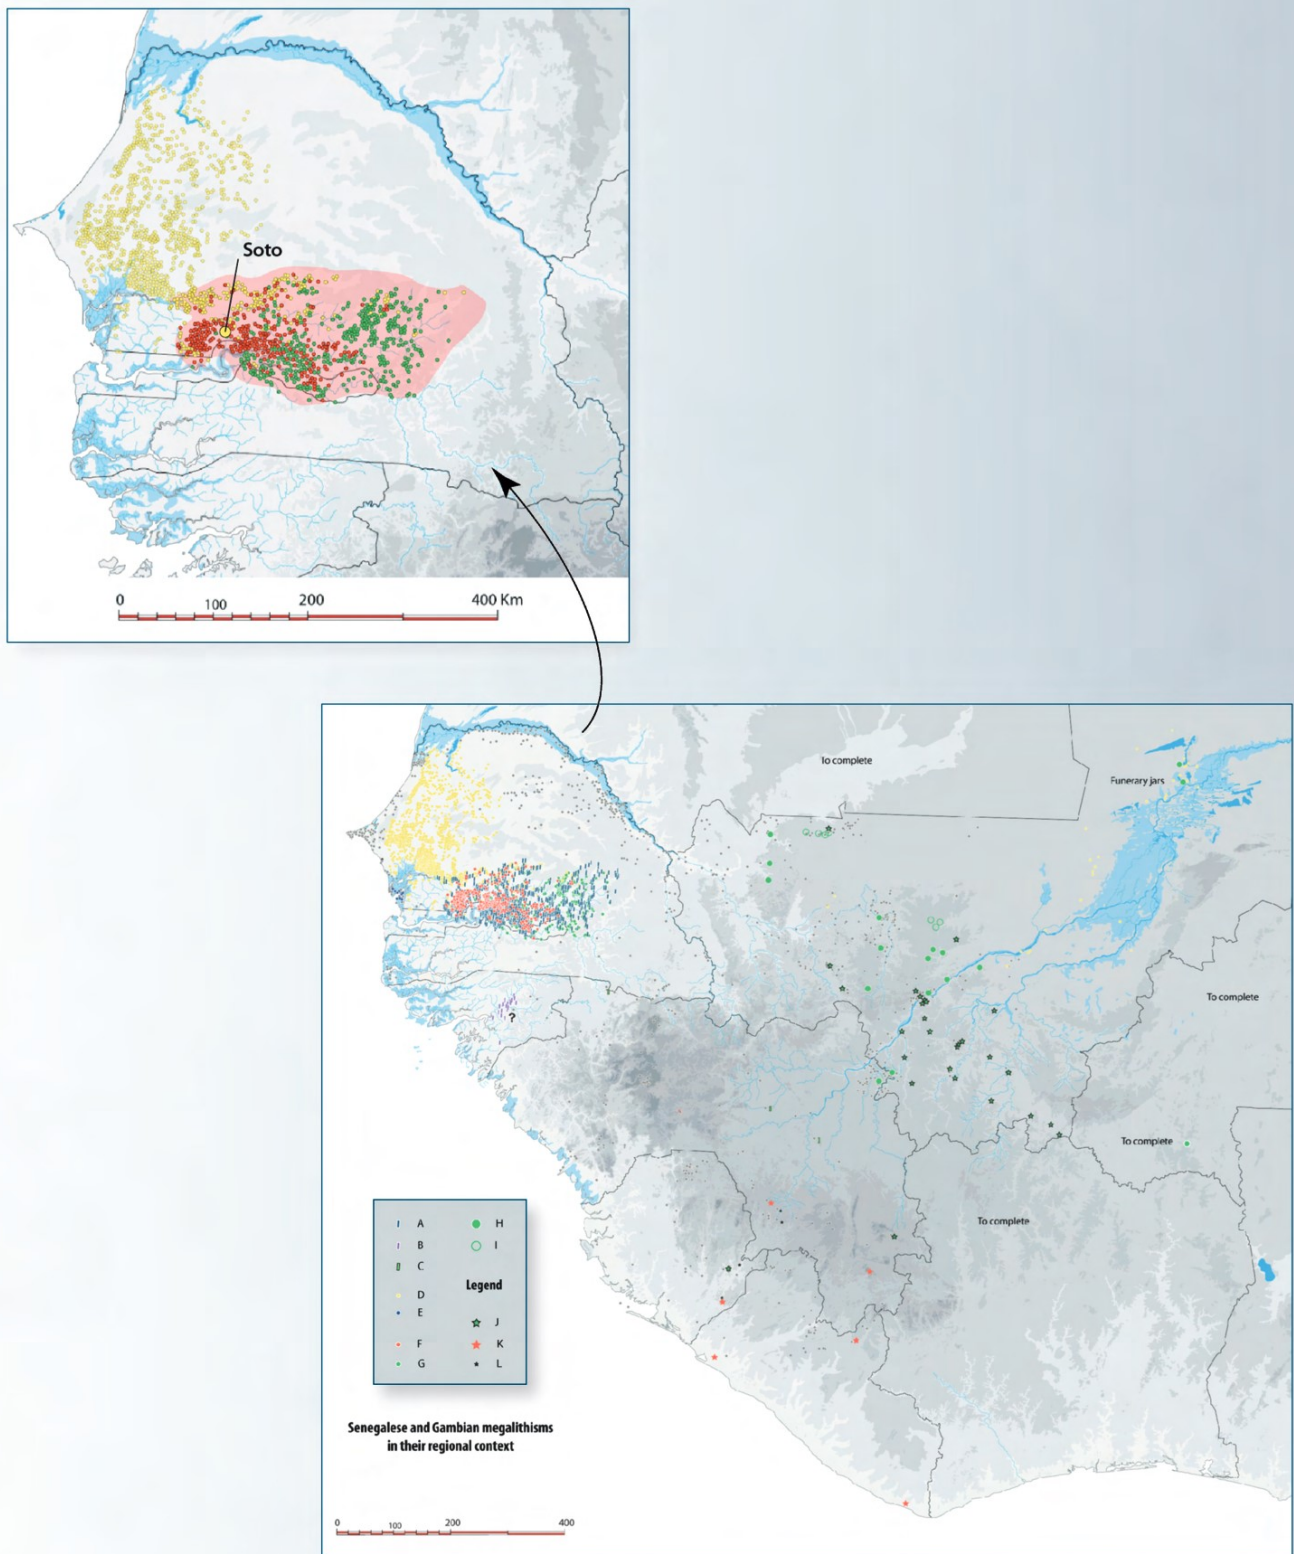 Soto
0 100 200 400 Km
To complete
Funerary jars
To complete
?
To complete
To complete
A H
B I
C
Legend
D
E
J
F K
G L
Senegalese and Gambian megalithisms
in their regional context
0 100 200 400